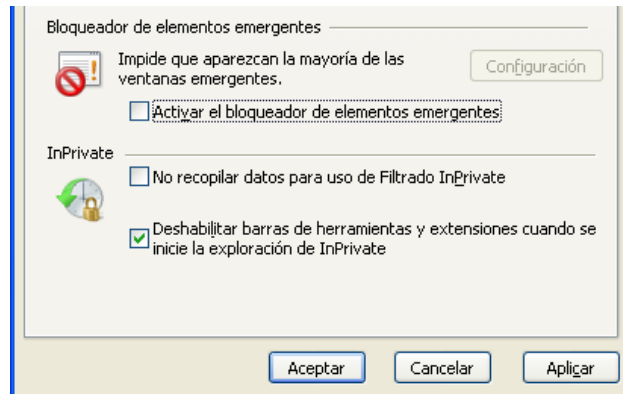 Bloqueador de elementos emergentes
Impide que aparezcan la mayoría de las
ventanas emergentes.
Configuración
Activar el bloqueador de elementos emergentes
InPrivate
No recopilar datos para uso de Filtrado InPrivate
Deshabilitar barras de herramientas y extensiones cuando se
inicie la exploración de InPrivate
Aceptar
Cancelar
Aplicar